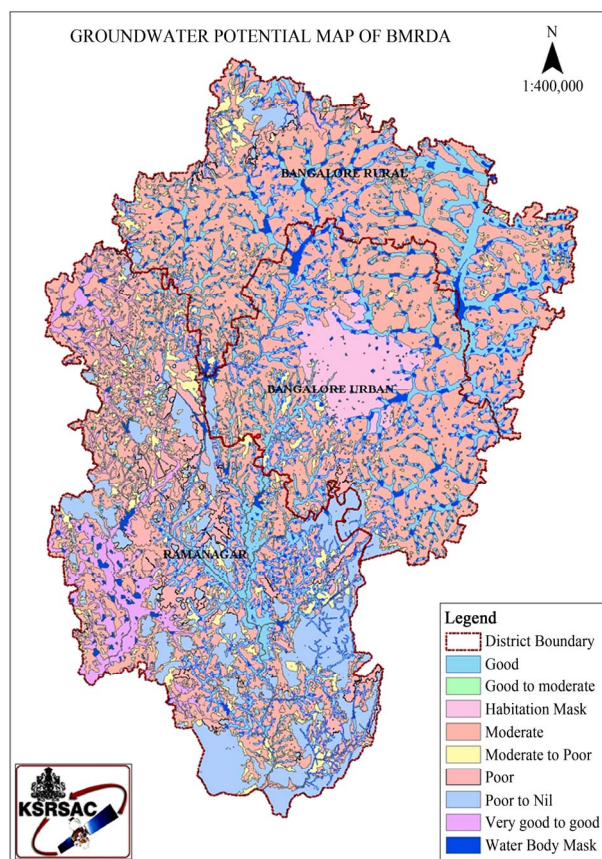 GROUNDWATER POTENTIAL MAP OF BMRDA
N
1:400,000
BANGALORE RURAL
BANGALORE URBAN
RAMANAGAR
Legend
District Boundary
Good
Good to moderate
Habitation Mask
Moderate
Moderate to Poor
Poor
Poor to Nil
Very good to good
Water Body Mask
KSRSAC